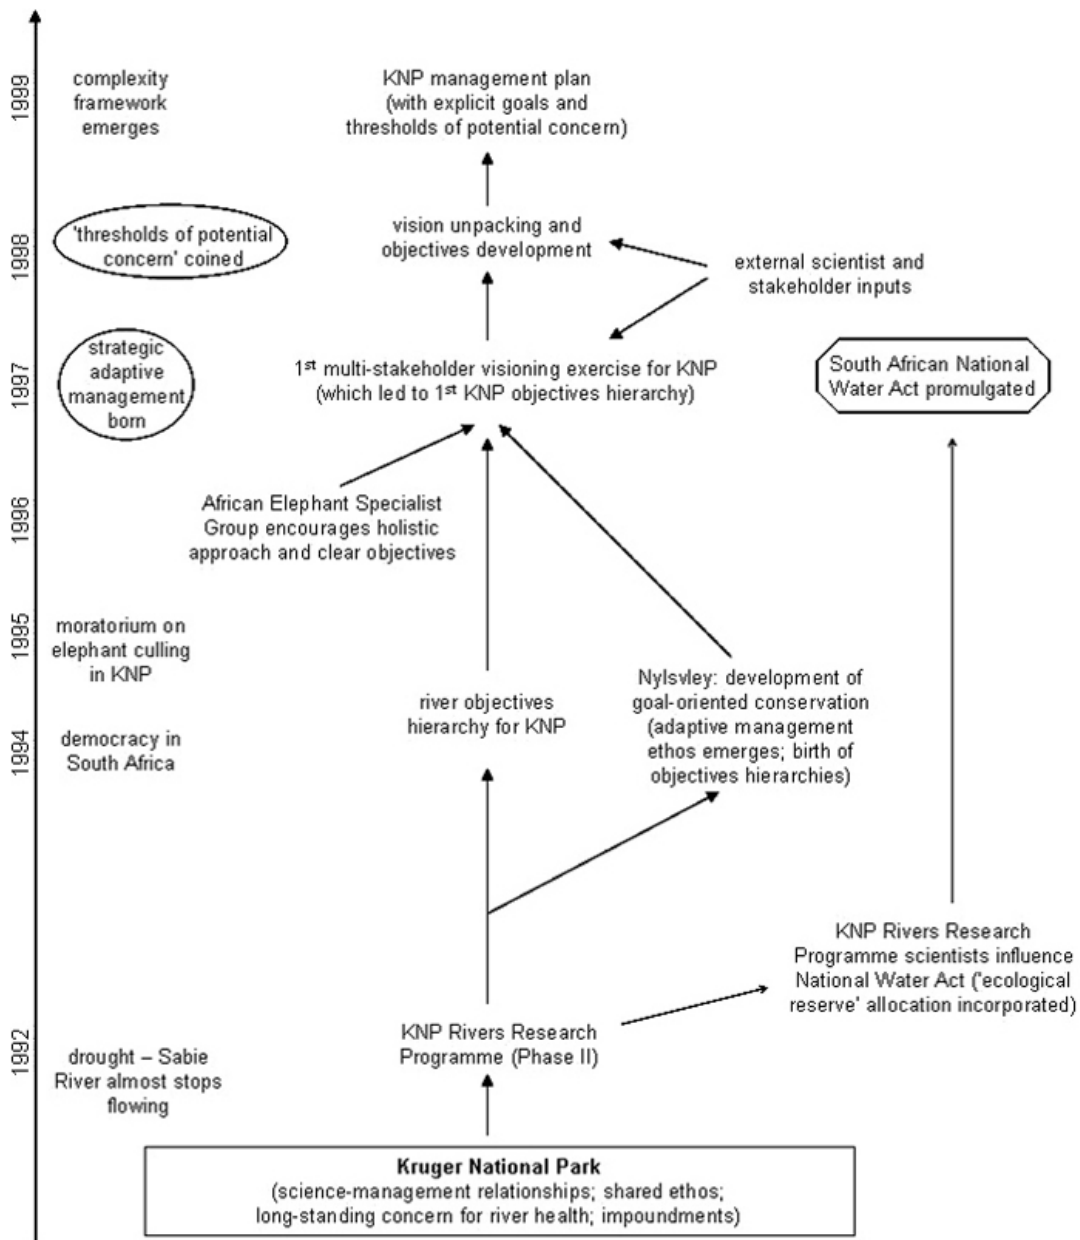 1999
complexity
framework
emerges
KNP management plan
(with explicit goals and
thresholds of potential concern)
1998
'thresholds of potential
concern' coined
vision unpacking and
objectives development
external scientist and
stakeholder inputs
1997
strategic
adaptive
management
born
1st multi-stakeholder visioning exercise for KNP
(which led to 1st KNP objectives hierarchy)
South African National
Water Act promulgated
1996
African Elephant Specialist
Group encourages holistic
approach and clear objectives
1995
moratorium on
elephant culling
in KNP
river objectives
hierarchy for KNP
Nylsvley: development of
goal-oriented conservation
(adaptive management
ethos emerges; birth of
objectives hierarchies)
1994
democracy in
South Africa
KNP Rivers Research
Programme scientists influence
National Water Act ('ecological
reserve' allocation incorporated)
1992
drought – Sabie
River almost stops
flowing
KNP Rivers Research
Programme (Phase II)
Kruger National Park
(science-management relationships; shared ethos;
long-standing concern for river health; impoundments)